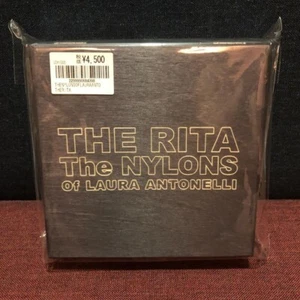 ¥4,500
THE RITA
The NYLONS
Of LAURA ANTONELLI